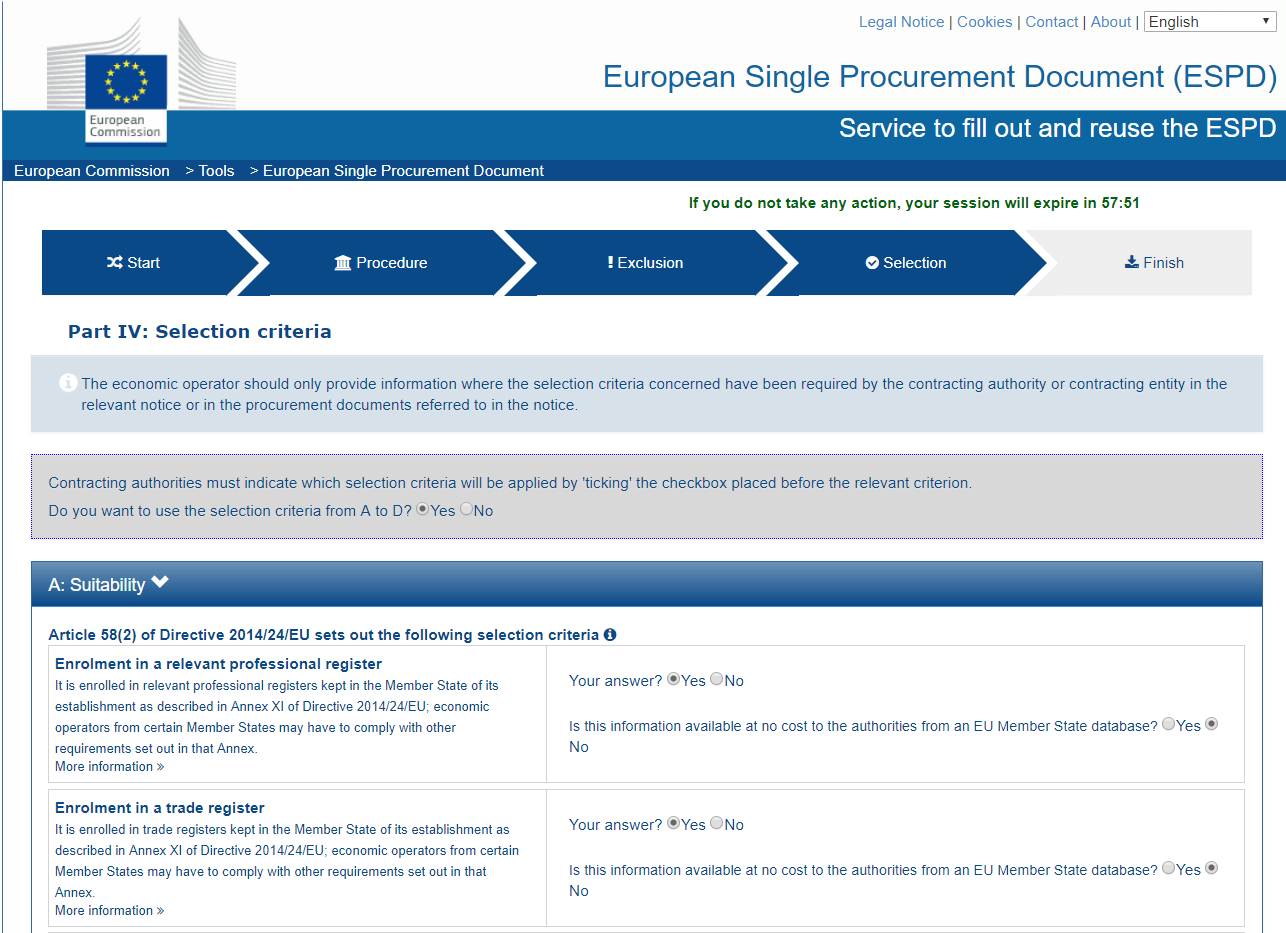 Legal Notice | Cookies | Contact | About | English
European Single Procurement Document (ESPD)
European
Commission
Service to fill out and reuse the ESPD
European Commission > Tools > European Single Procurement Document
If you do not take any action, your session will expire in 57:51
Start Procedure Exclusion Selection Finish
Part IV: Selection criteria
The economic operator should only provide information where the selection criteria concerned have been required by the contracting authority or contracting entity in the
relevant notice or in the procurement documents referred to in the notice.
Contracting authorities must indicate which selection criteria will be applied by 'ticking' the checkbox placed before the relevant criterion.
Do you want to use the selection criteria from A to D? Yes No
A: Suitability
Article 58(2) of Directive 2014/24/EU sets out the following selection criteria
Enrolment in a relevant professional register
It is enrolled in relevant professional registers kept in the Member State of its
establishment as described in Annex XI of Directive 2014/24/EU; economic
operators from certain Member States may have to comply with other
requirements set out in that Annex.
More information »
Your answer? Yes No
Is this information available at no cost to the authorities from an EU Member State database? Yes
No
Enrolment in a trade register
It is enrolled in trade registers kept in the Member State of its establishment as
described in Annex XI of Directive 2014/24/EU; economic operators from certain
Member States may have to comply with other requirements set out in that
Annex.
More information »
Your answer? Yes No
Is this information available at no cost to the authorities from an EU Member State database? Yes
No